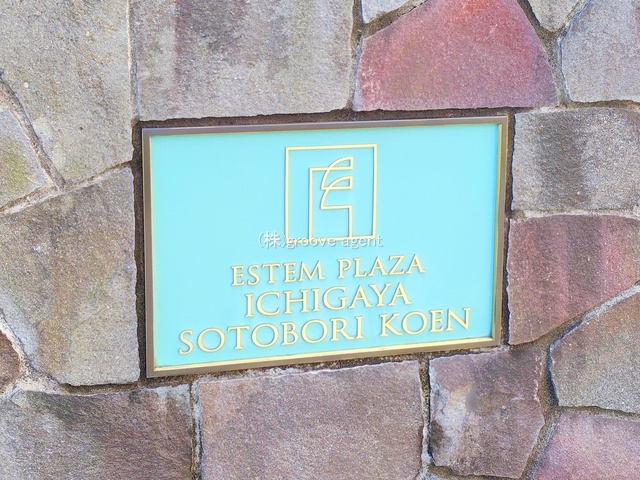 (株)groove agent
ESTEM PLAZA
ICHIGAYA
SOTOBORI KOEN